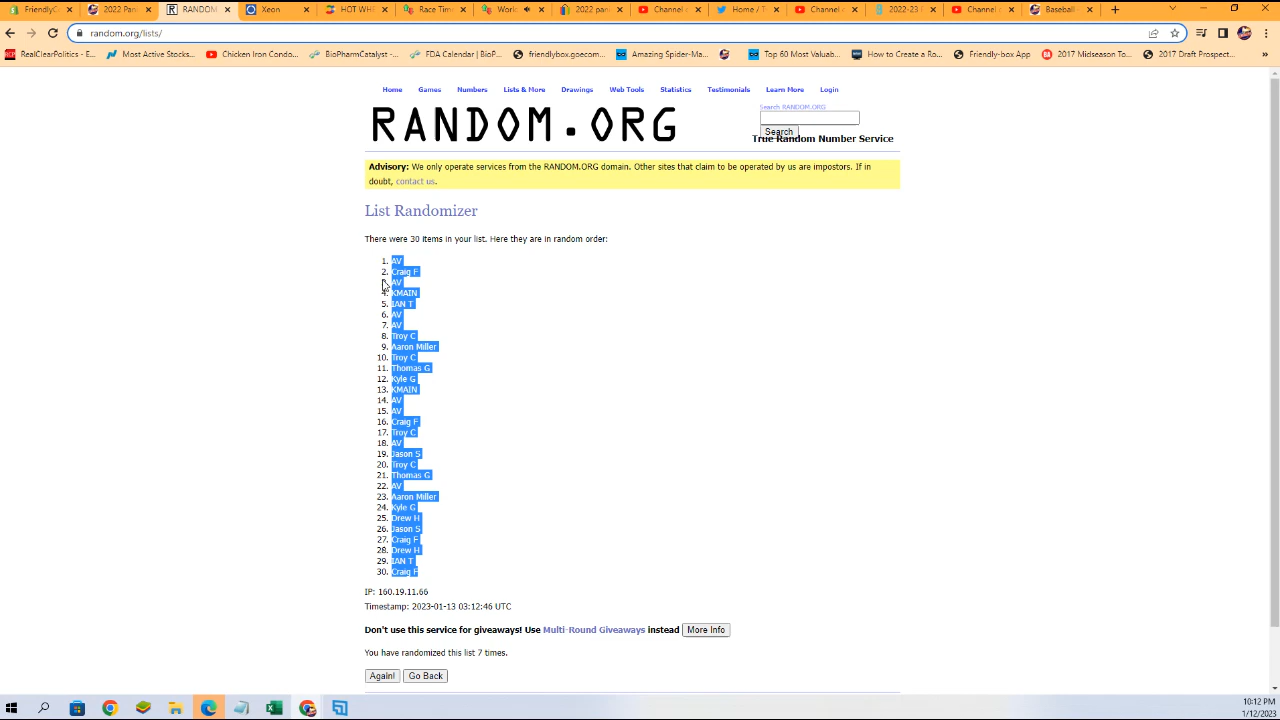 FriendlyCa
2022 Pani
RANDOM
Xeon
HOT WHE
Race Time
World
2022 pan
Channel c
Home / T
Channel c
2022-23 F
Channel c
Baseball
random.org/lists/
RealClearPolitics - E...
Most Active Stocks...
Chicken Iron Condo...
BioPharmCatalyst -...
FDA Calendar | BioP...
friendlybox.goecom...
Amazing Spider-Ma...
Top 60 Most Valuab...
How to Create a Ro...
Friendly-box App
2017 Midseason To...
2017 Draft Prospect...
Home
Games
Numbers
Lists & More
Drawings
Web Tools
Statistics
Testimonials
Learn More
Login
RANDOM.ORG
Search RANDOM.ORG
Search
True Random Number Service
Advisory: We only operate services from the RANDOM.ORG domain. Other sites that claim to be operated by us are impostors. If in
doubt, contact us.
List Randomizer
There were 30 items in your list. Here they are in random order:
1. AV
2. Craig F
3. AV
4. KMAIN
5. IAN T
6. AV
7. AV
8. Troy C
9. Aaron Miller
10. Troy C
11. Thomas G
12. Kyle G
13. KMAIN
14. AV
15. AV
16. Craig F
17. Troy C
18. AV
19. Jason S
20. Troy C
21. Thomas G
22. AV
23. Aaron Miller
24. Kyle G
25. Drew H
26. Jason S
27. Craig F
28. Drew H
29. IAN T
30. Craig F
IP: 160.19.11.66
Timestamp: 2023-01-13 03:12:46 UTC
Don't use this service for giveaways! Use Multi-Round Giveaways instead More Info
You have randomized this list 7 times.
Again! Go Back
10:12 PM
1/12/2023